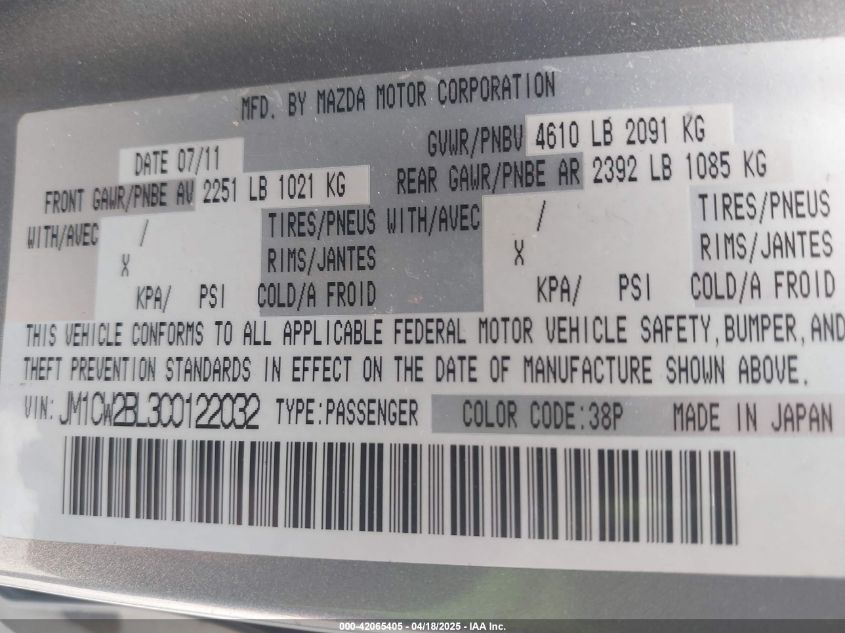 MFD. BY MAZDA MOTOR CORPORATION
DATE 07/11 GVWR/PNBV 4610 LB 2091 KG
FRONT GAWR/PNBE AV 2251 LB 1021 KG REAR GAWR/PNBE AR 2392 LB 1085 KG
WITH/AVEC / TIRES/PNEUS WITH/AVEC / TIRES/PNEUS
X RIMS/JANTES X RIMS/JANTES
KPA/ PSI COLD/A FROID KPA/ PSI COLD/A FROID
THIS VEHICLE CONFORMS TO ALL APPLICABLE FEDERAL MOTOR VEHICLE SAFETY, BUMPER, AND
THEFT PREVENTION STANDARDS IN EFFECT ON THE DATE OF MANUFACTURE SHOWN ABOVE.
VIN: JM1CW2BL3C0122032 TYPE:PASSENGER COLOR CODE:38P MADE IN JAPAN
000-42065405 - 04/18/2025 - IAA Inc.